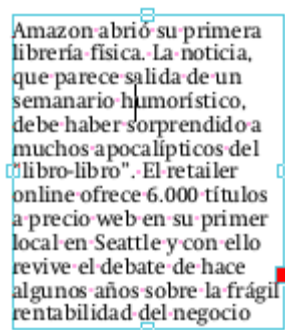 Amazon abrió su primera
librería física. La noticia,
que parece salida de un
semanario humorístico,
debe haber sorprendido a
muchos apocalípticos del
"libro-libro". El retailer
online ofrece 6.000 títulos
a precio web en su primer
local en Seattle y con ello
revive el debate de hace
algunos años sobre la frágil
rentabilidad del negocio